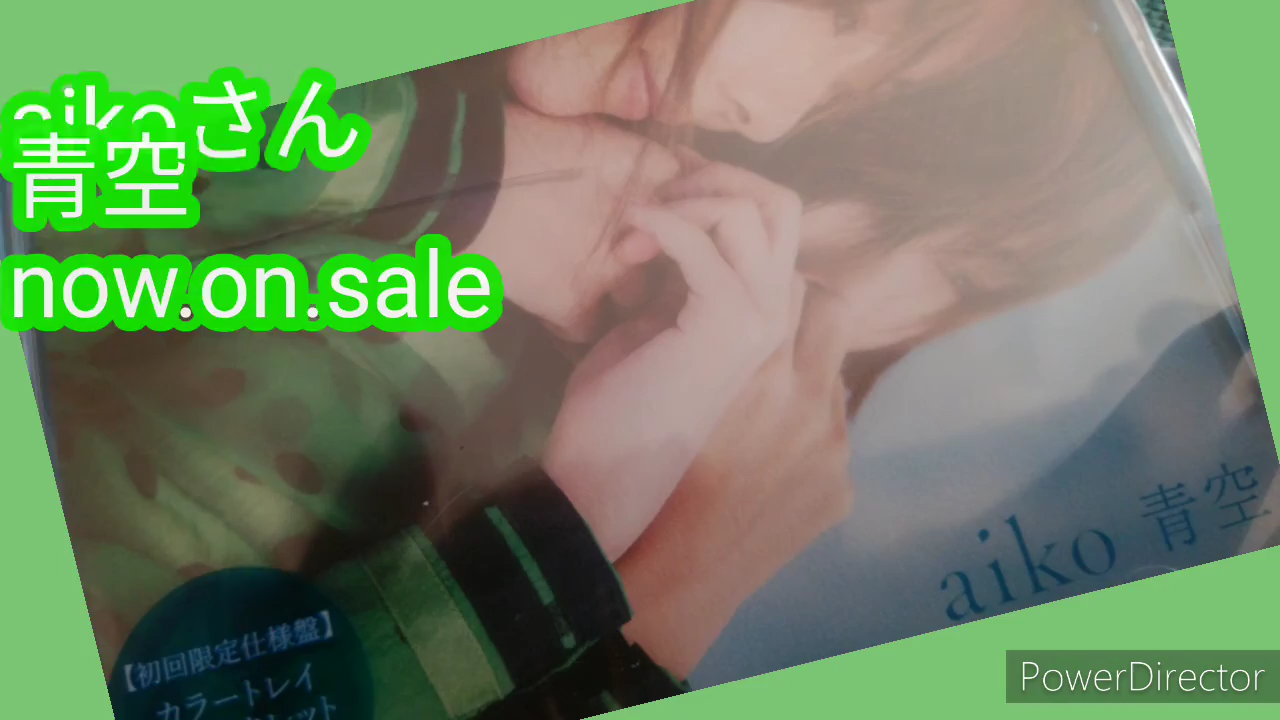 aikoさん
青空
now.on.sale
aiko 青空
【初回限定仕様盤】
カラートレイ
PowerDirector